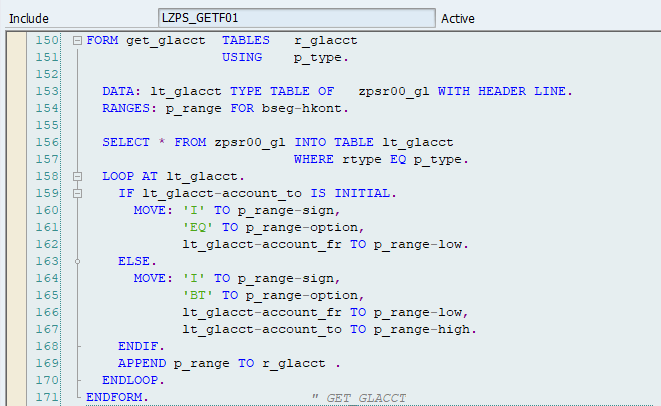 Include LZPS_GETF01 Active
150 FORM get_glacct TABLES r_glacct
151 USING p_type.
152
153 DATA: lt_glacct TYPE TABLE OF zpsr00_gl WITH HEADER LINE.
154 RANGES: p_range FOR bseg-hkont.
155
156 SELECT * FROM zpsr00_gl INTO TABLE lt_glacct
157 WHERE rtype EQ p_type.
158 LOOP AT lt_glacct.
159 IF lt_glacct-account_to IS INITIAL.
160 MOVE: 'I' TO p_range-sign,
161 'EQ' TO p_range-option,
162 lt_glacct-account_fr TO p_range-low.
163 ELSE.
164 MOVE: 'I' TO p_range-sign,
165 'BT' TO p_range-option,
166 lt_glacct-account_fr TO p_range-low,
167 lt_glacct-account_to TO p_range-high.
168 ENDIF.
169 APPEND p_range TO r_glacct .
170 ENDLOOP.
171 ENDFORM. " GET_GLACCT